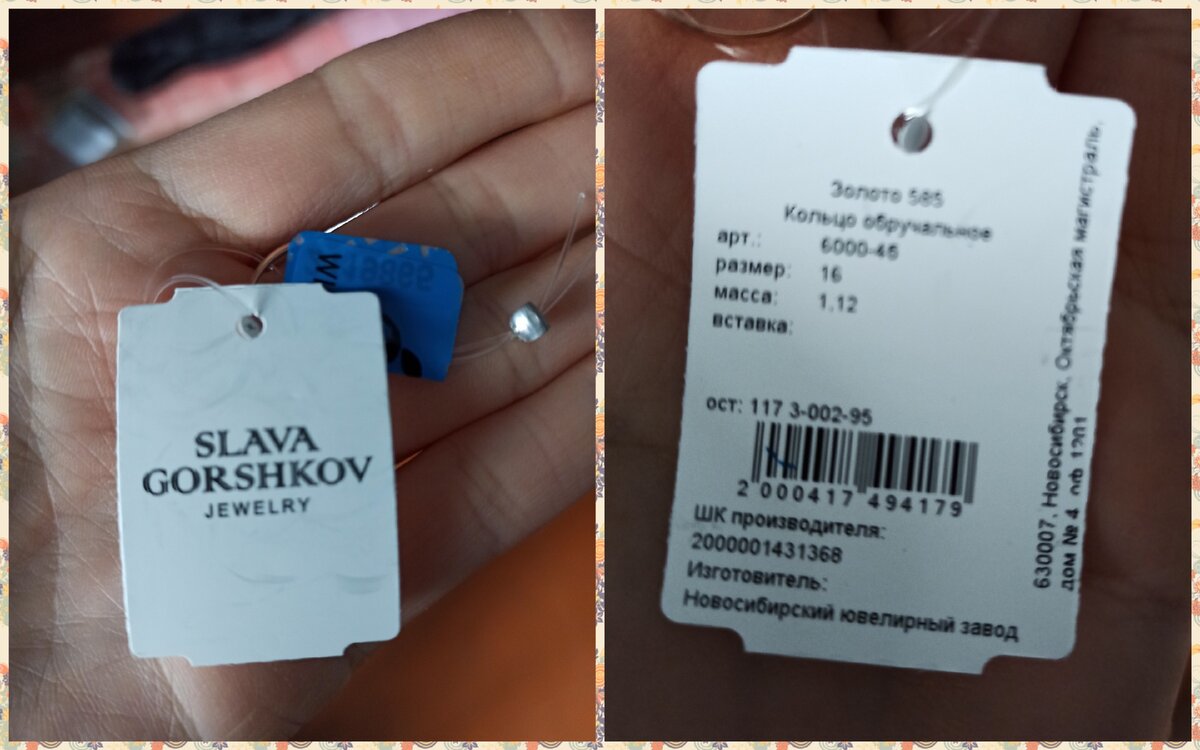 SLAVA
GORSHKOV
JEWELRY
Золото 585
Кольцо обручальное
арт.: 6000-46
размер: 16
масса: 1,12
вставка:
ост: 117 3-002-95
2 000417 494179
ШК производителя:
2000001431368
Изготовитель:
Новосибирский ювелирный завод
630007, Новосибирск, Октябрьская магистраль,
дом № 4, оф.1201